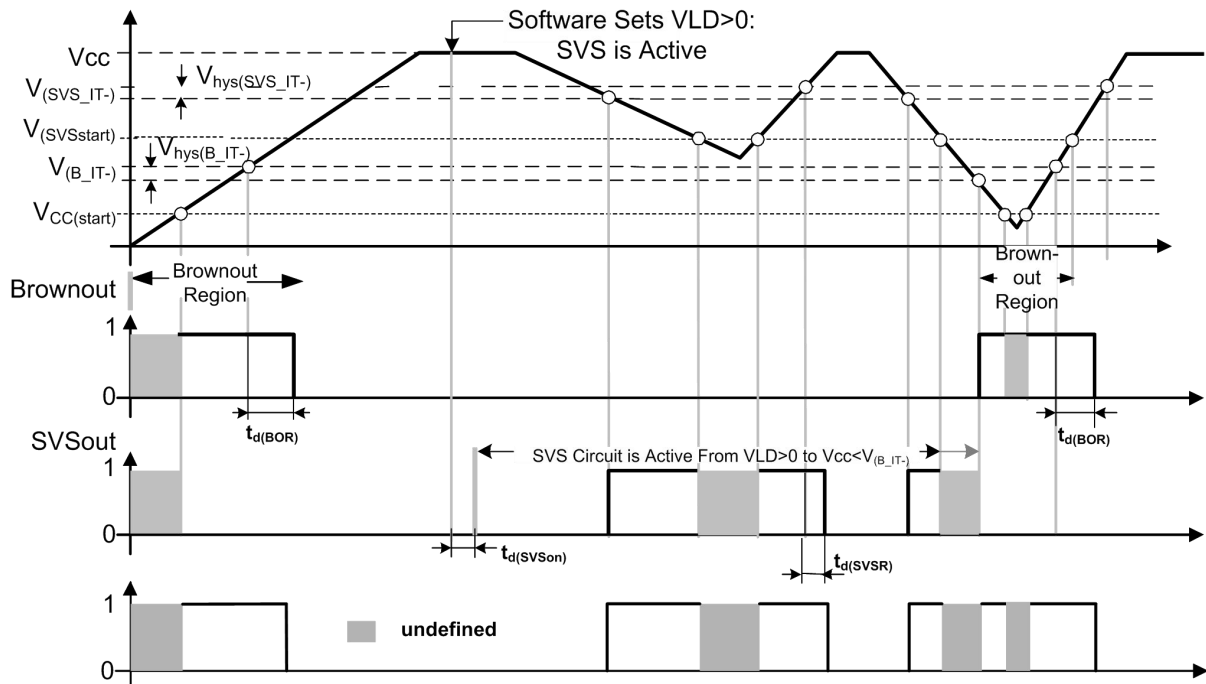 Software Sets VLD>0:
SVS is Active
Vcc
V(SVS_IT-)
Vhys(SVS_IT-)
V(SVSstart)
Vhys(B_IT-)
V(B_IT-)
VCC(start)
Brownout
Region
Brown-
out
Region
Brownout
1
0
td(BOR)
td(BOR)
SVSout
SVS Circuit is Active From VLD>0 to Vcc<V(B_IT-)
1
0
td(SVSon)
td(SVSR)
1
undefined
0